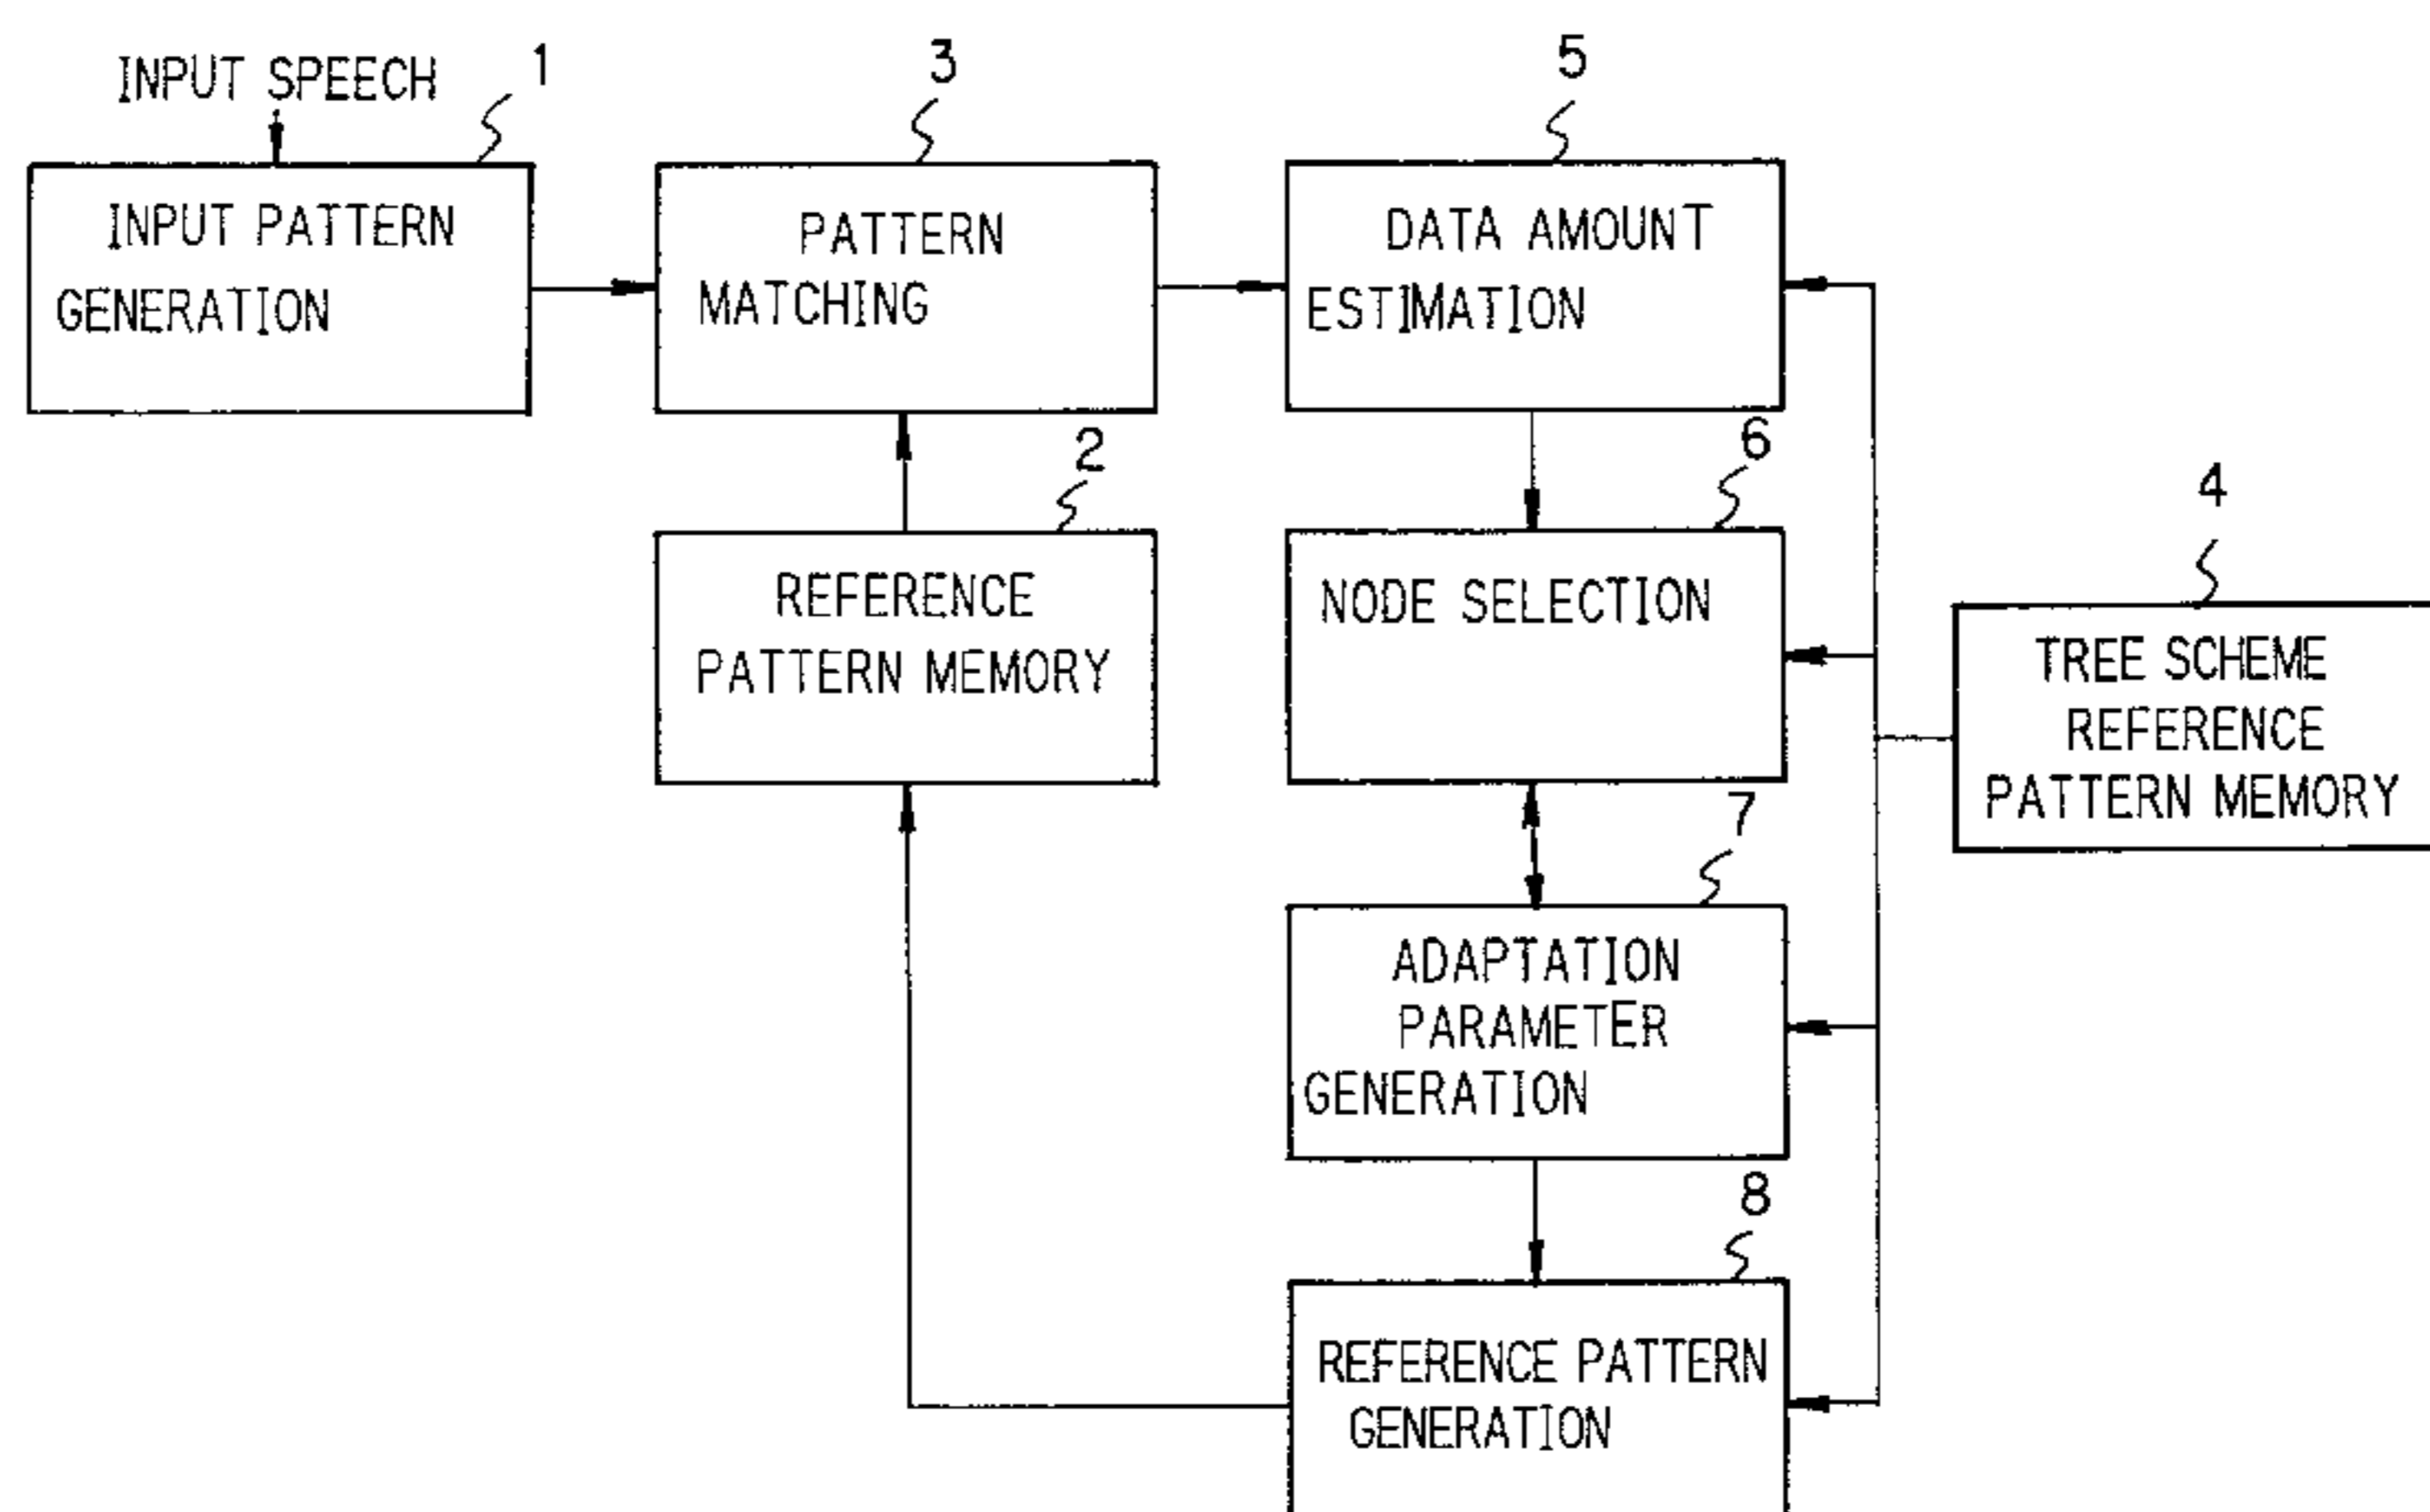 INPUT SPEECH
1
INPUT PATTERN
GENERATION
3
PATTERN
MATCHING
5
DATA AMOUNT
ESTIMATION
2
REFERENCE
PATTERN MEMORY
6
NODE SELECTION
4
TREE SCHEME
REFERENCE
PATTERN MEMORY
7
ADAPTATION
PARAMETER
GENERATION
8
REFERENCE PATTERN
GENERATION